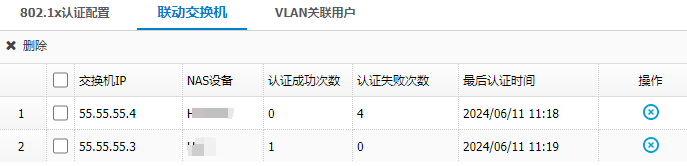 802.1x认证配置 联动交换机 VLAN关联用户
删除
交换机IP NAS设备 认证成功次数 认证失败次数 最后认证时间 操作
1 55.55.55.4 0 4 2024/06/11 11:18
2 55.55.55.3 1 0 2024/06/11 11:19